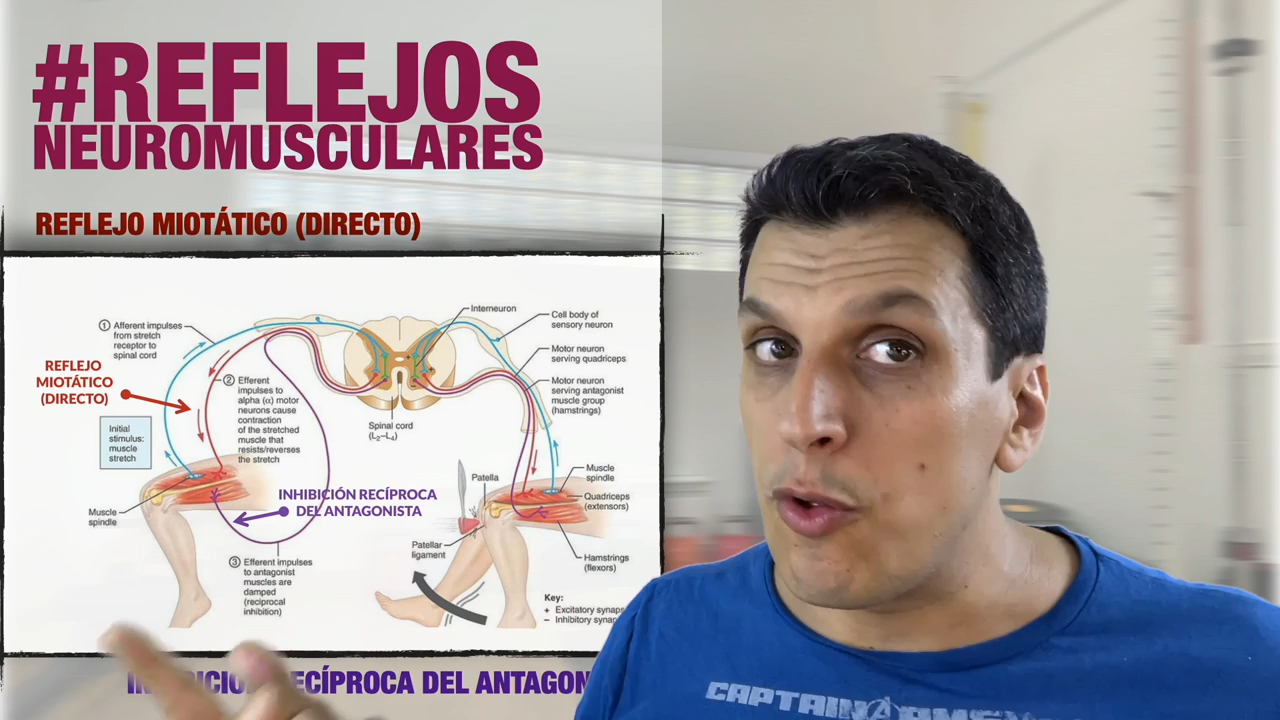 #REFLEJOS
NEUROMUSCULARES
REFLEJO MIOTÁTICO (DIRECTO)
Interneuron
Cell body of
sensory neuron
1 Afferent impulses
from stretch
receptor to
spinal cord
Motor neuron
serving quadriceps
REFLEJO
MIOTÁTICO
(DIRECTO)
2 Efferent
impulses to
alpha (α) motor
neurons cause
contraction
of the stretched
muscle that
resists/reverses
the stretch
Motor neuron
serving antagonist
muscle group
(hamstrings)
Spinal cord
(L2–L4)
Initial
stimulus:
muscle
stretch
Muscle
spindle
Patella
Quadriceps
(extensors)
INHIBICIÓN RECÍPROCA
DEL ANTAGONISTA
Muscle
spindle
Patellar
ligament
Hamstrings
(flexors)
3 Efferent impulses
to antagonist
muscles are
damped
(reciprocal
inhibition)
Key:
+ Excitatory synaps
– Inhibitory synap
RECÍPROCA DEL ANTAGON
CAPTAIN AME